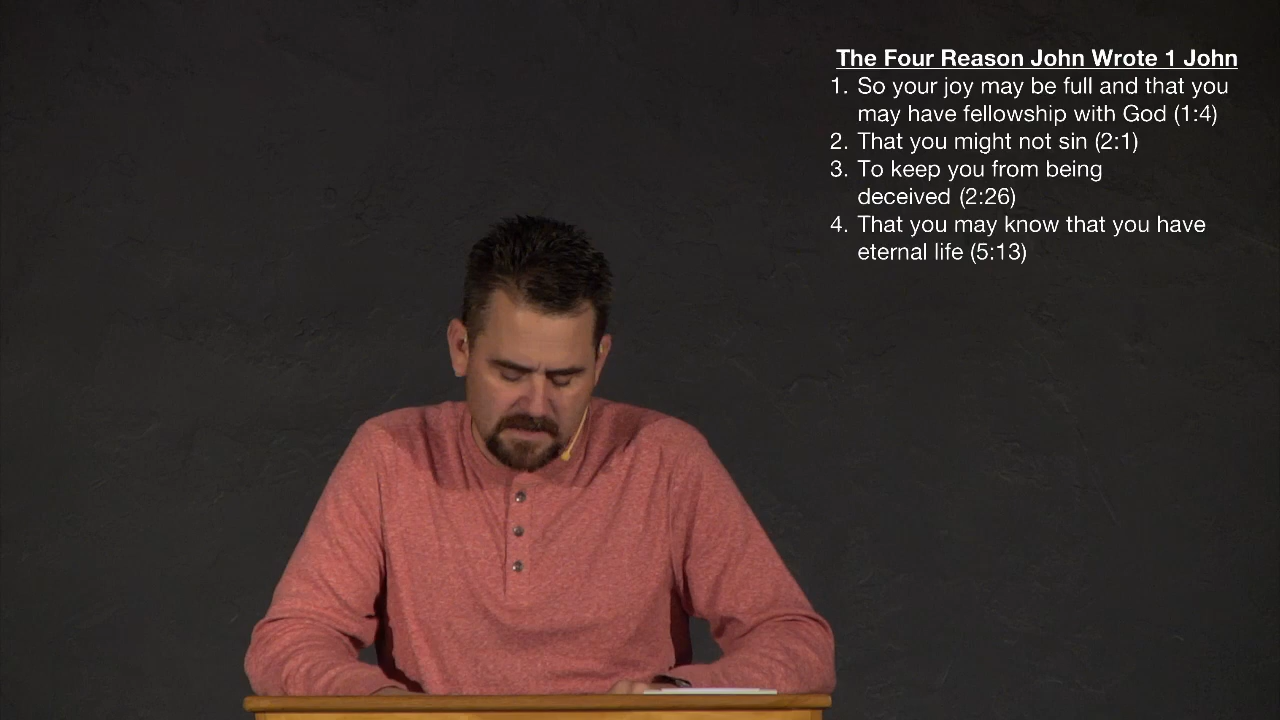 The Four Reason John Wrote 1 John
1. So your joy may be full and that you
may have fellowship with God (1:4)
2. That you might not sin (2:1)
3. To keep you from being
deceived (2:26)
4. That you may know that you have
eternal life (5:13)